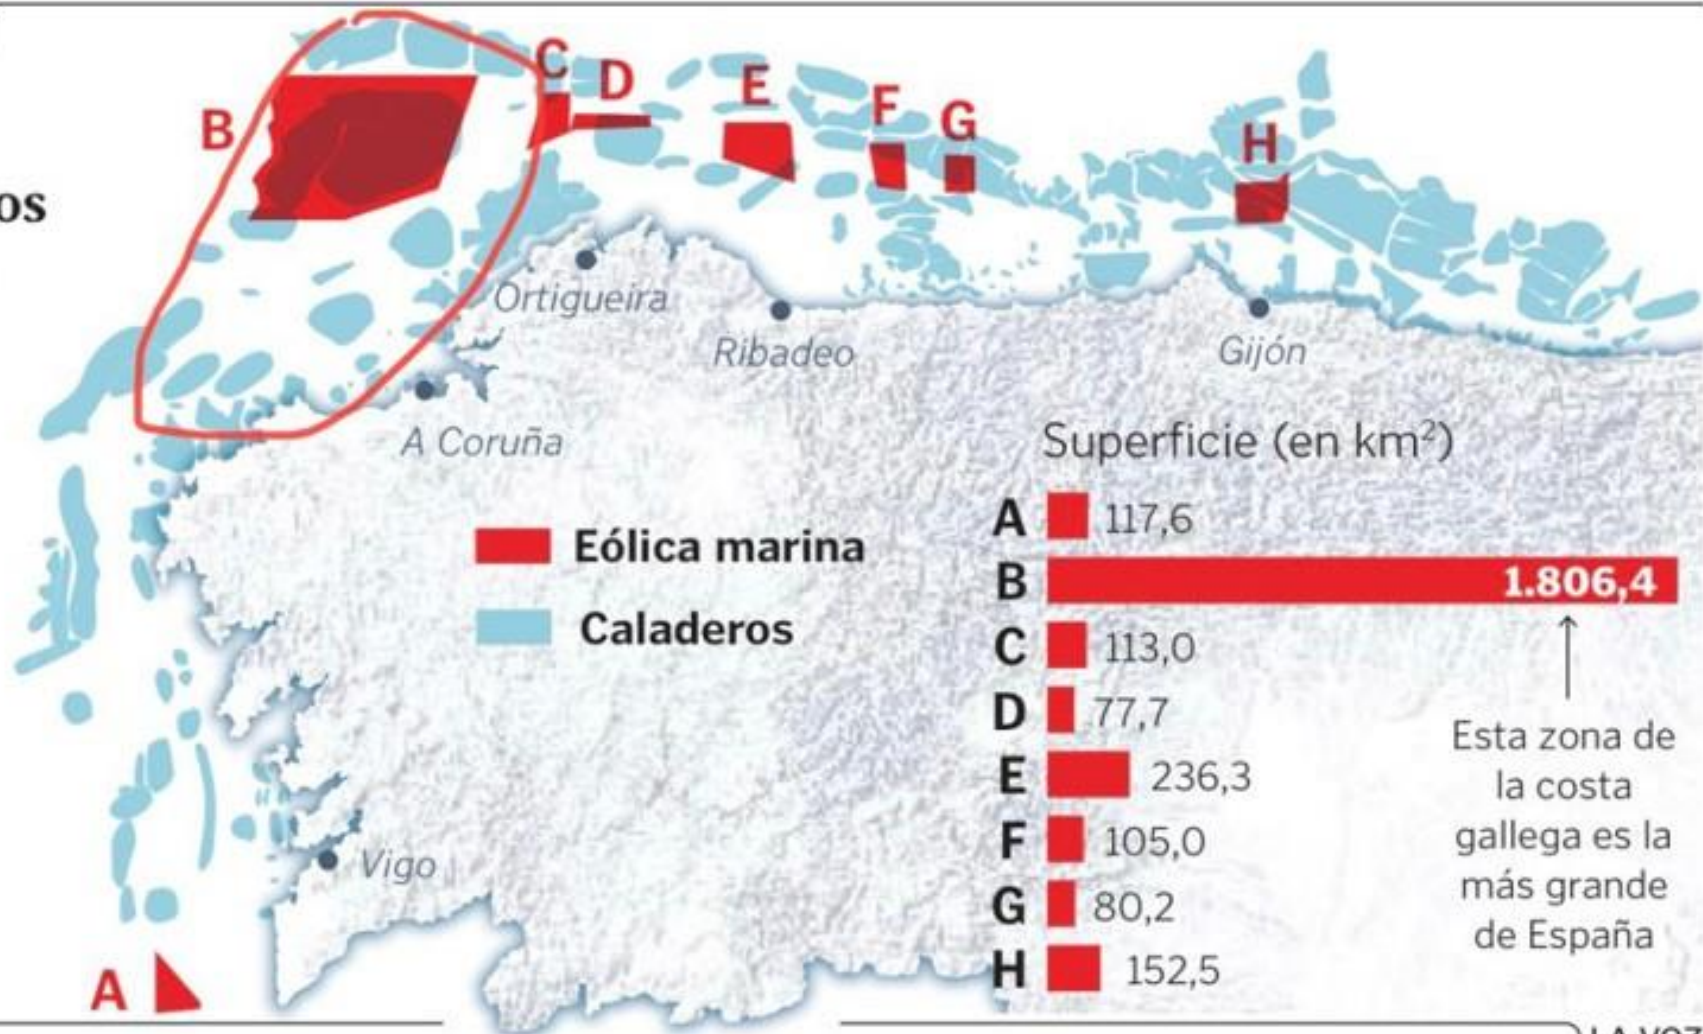 os
B
C
D
E
F
G
H
Ortigueira
Ribadeo
Gijón
A Coruña
Vigo
A
Eólica marina
Caladeros
Superficie (en km²)
A 117,6
B 1.806,4
C 113,0
D 77,7
E 236,3
F 105,0
G 80,2
H 152,5
Esta zona de
la costa
gallega es la
más grande
de España
LA VOZ